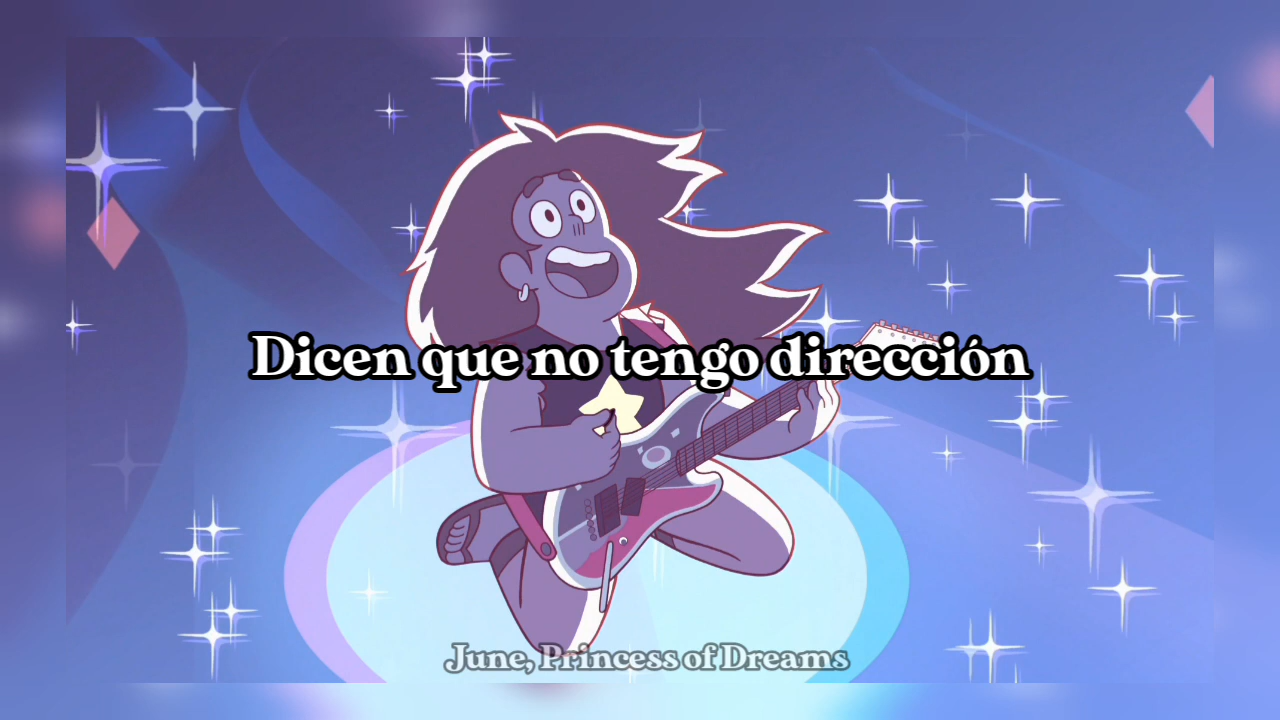 Dicen que no tengo dirección
June, Princess of Dreams